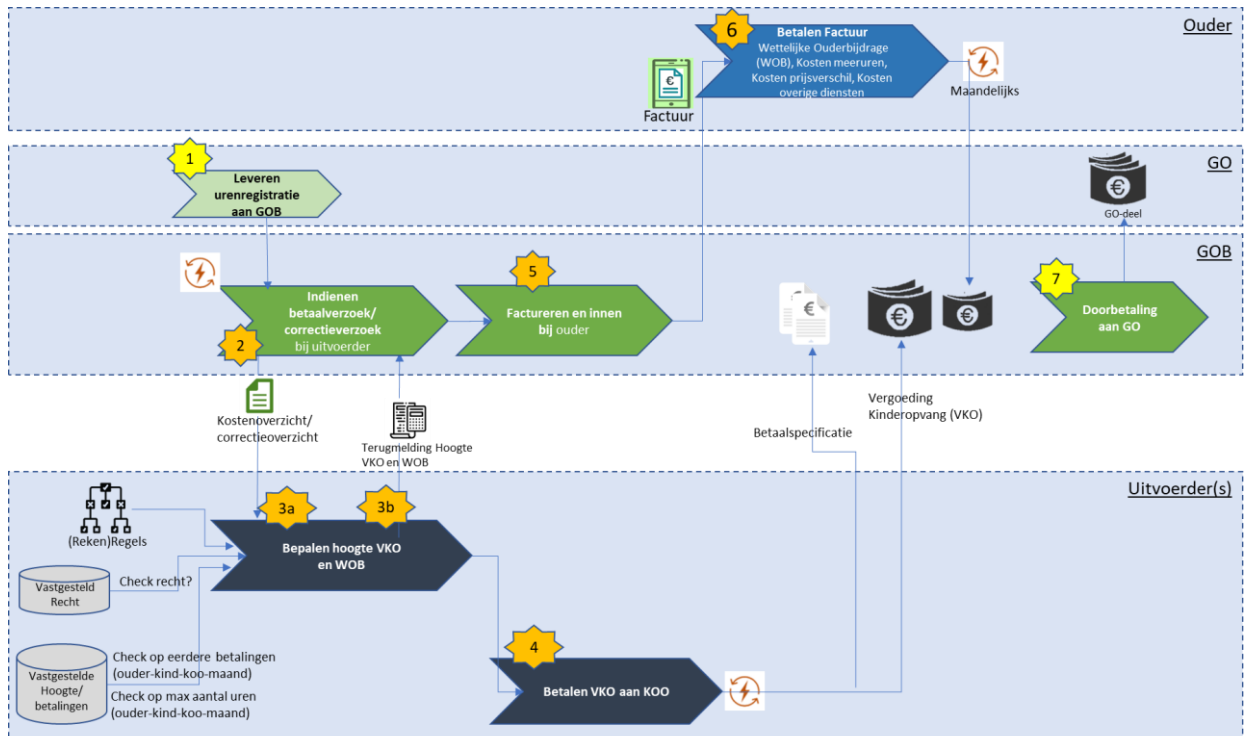 Ouder
6
Betalen Factuur
Wettelijke Ouderbijdrage
(WOB), Kosten meeruren,
Kosten prijsverschil, Kosten
overige diensten
€
Factuur
Maandelijks
GO
1
Leveren
urenregistratie
aan GOB
€
GO-deel
GOB
2
Indienen
betaalverzoek/
correctieverzoek
bij uitvoerder
5
Factureren en innen
bij ouder
€
€
7
Doorbetaling
aan GO
Kostenoverzicht/
correctieoverzicht
Terugmelding Hoogte
VKO en WOB
Betaalspecificatie
Vergoeding
Kinderopvang (VKO)
Uitvoerder(s)
(Reken)Regels
3a
3b
Bepalen hoogte VKO
en WOB
Vastgesteld
Recht
Check recht?
Vastgestelde
Hoogte/
betalingen
Check op eerdere betalingen
(ouder-kind-koo-maand)
Check op max aantal uren
(ouder-kind-koo-maand)
4
Betalen VKO aan KOO